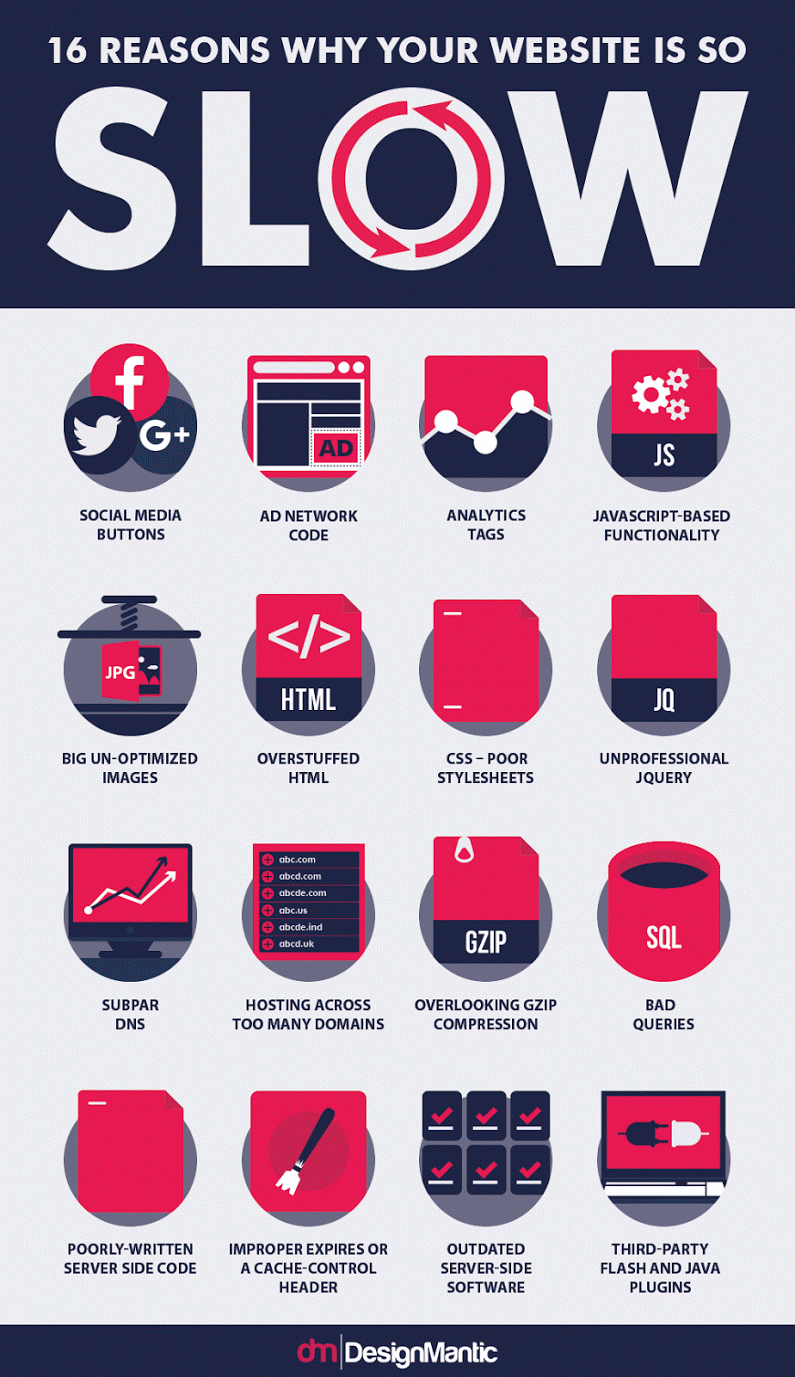 16 REASONS WHY YOUR WEBSITE IS SO
SLOW
f
G+
AD
JS
SOCIAL MEDIA
BUTTONS
AD NETWORK
CODE
ANALYTICS
TAGS
JAVASCRIPT-BASED
FUNCTIONALITY
JPG
</>
HTML
JQ
BIG UN-OPTIMIZED
IMAGES
OVERSTUFFED
HTML
CSS – POOR
STYLESHEETS
UNPROFESSIONAL
JQUERY
abc.com
abcd.com
abcde.com
abc.us
abcde.ind
abcd.uk
GZIP
SQL
SUBPAR
DNS
HOSTING ACROSS
TOO MANY DOMAINS
OVERLOOKING GZIP
COMPRESSION
BAD
QUERIES
POORLY-WRITTEN
SERVER SIDE CODE
IMPROPER EXPIRES OR
A CACHE-CONTROL
HEADER
OUTDATED
SERVER-SIDE
SOFTWARE
THIRD-PARTY
FLASH AND JAVA
PLUGINS
dm DesignMantic